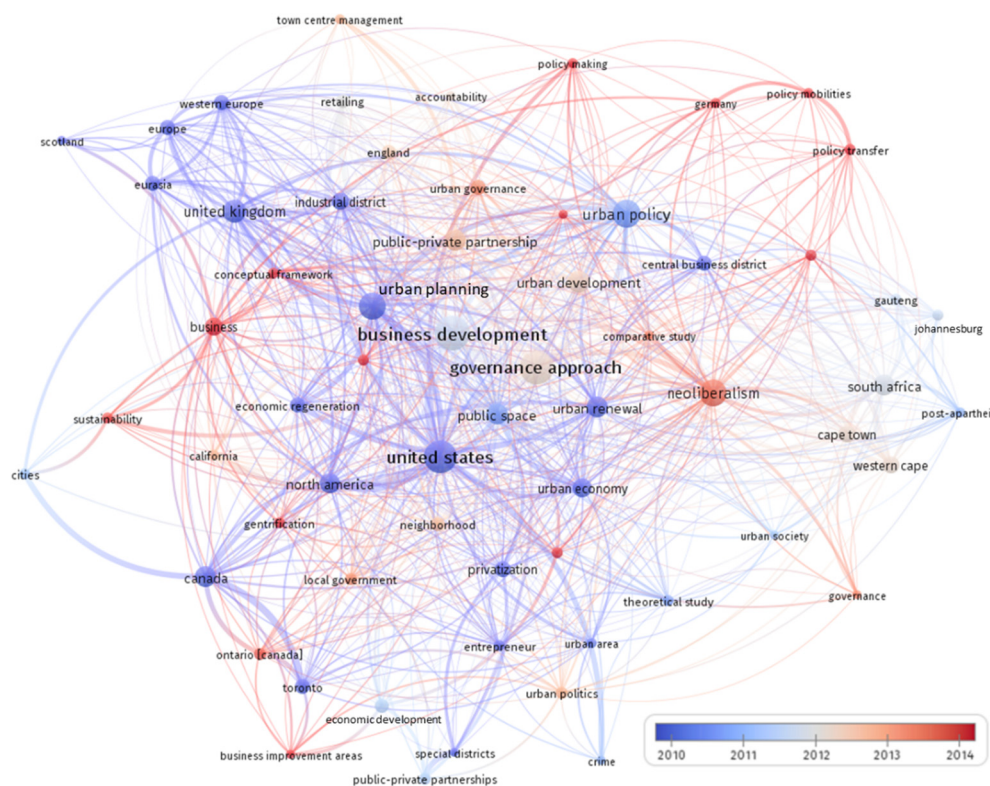 town centre management
policy making
policy mobilities
accountability
western europe
retailing
germany
europe
scotland
england
policy transfer
eurasia
urban governance
industrial district
united kingdom
urban policy
public-private partnership
central business district
conceptual framework
urban development
urban planning
gauteng
business
johannesburg
business development
comparative study
governance approach
south africa
neoliberalism
economic regeneration
urban renewal
public space
post-aparthei
sustainability
cape town
california
united states
western cape
cities
north america
urban economy
gentrification
neighborhood
urban society
privatization
canada
local government
governance
theoretical study
entrepreneur
urban area
ontario [canada]
toronto
urban politics
economic development
business improvement areas
special districts
crime
public-private partnerships
2010 2011 2012 2013 2014